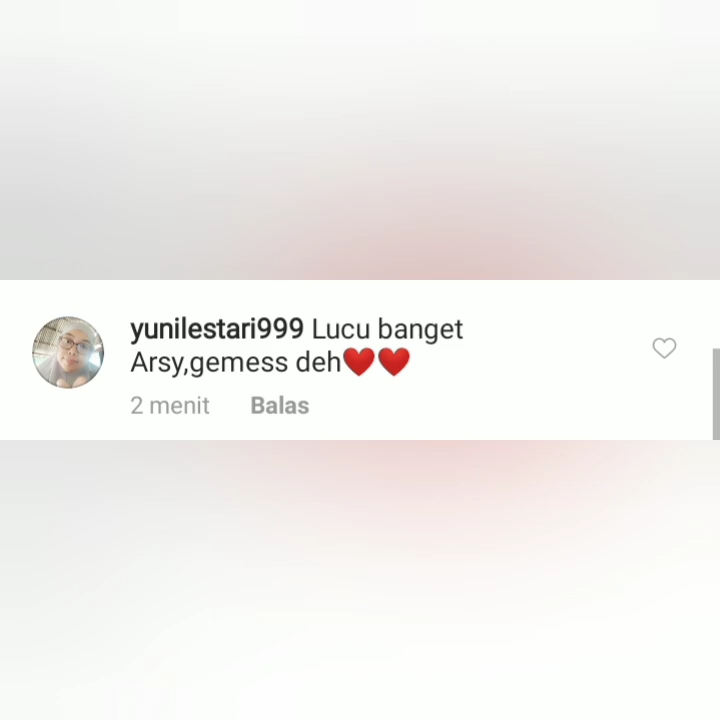 yunilestari999 Lucu banget
Arsy,gemess deh❤️❤️
2 menit Balas